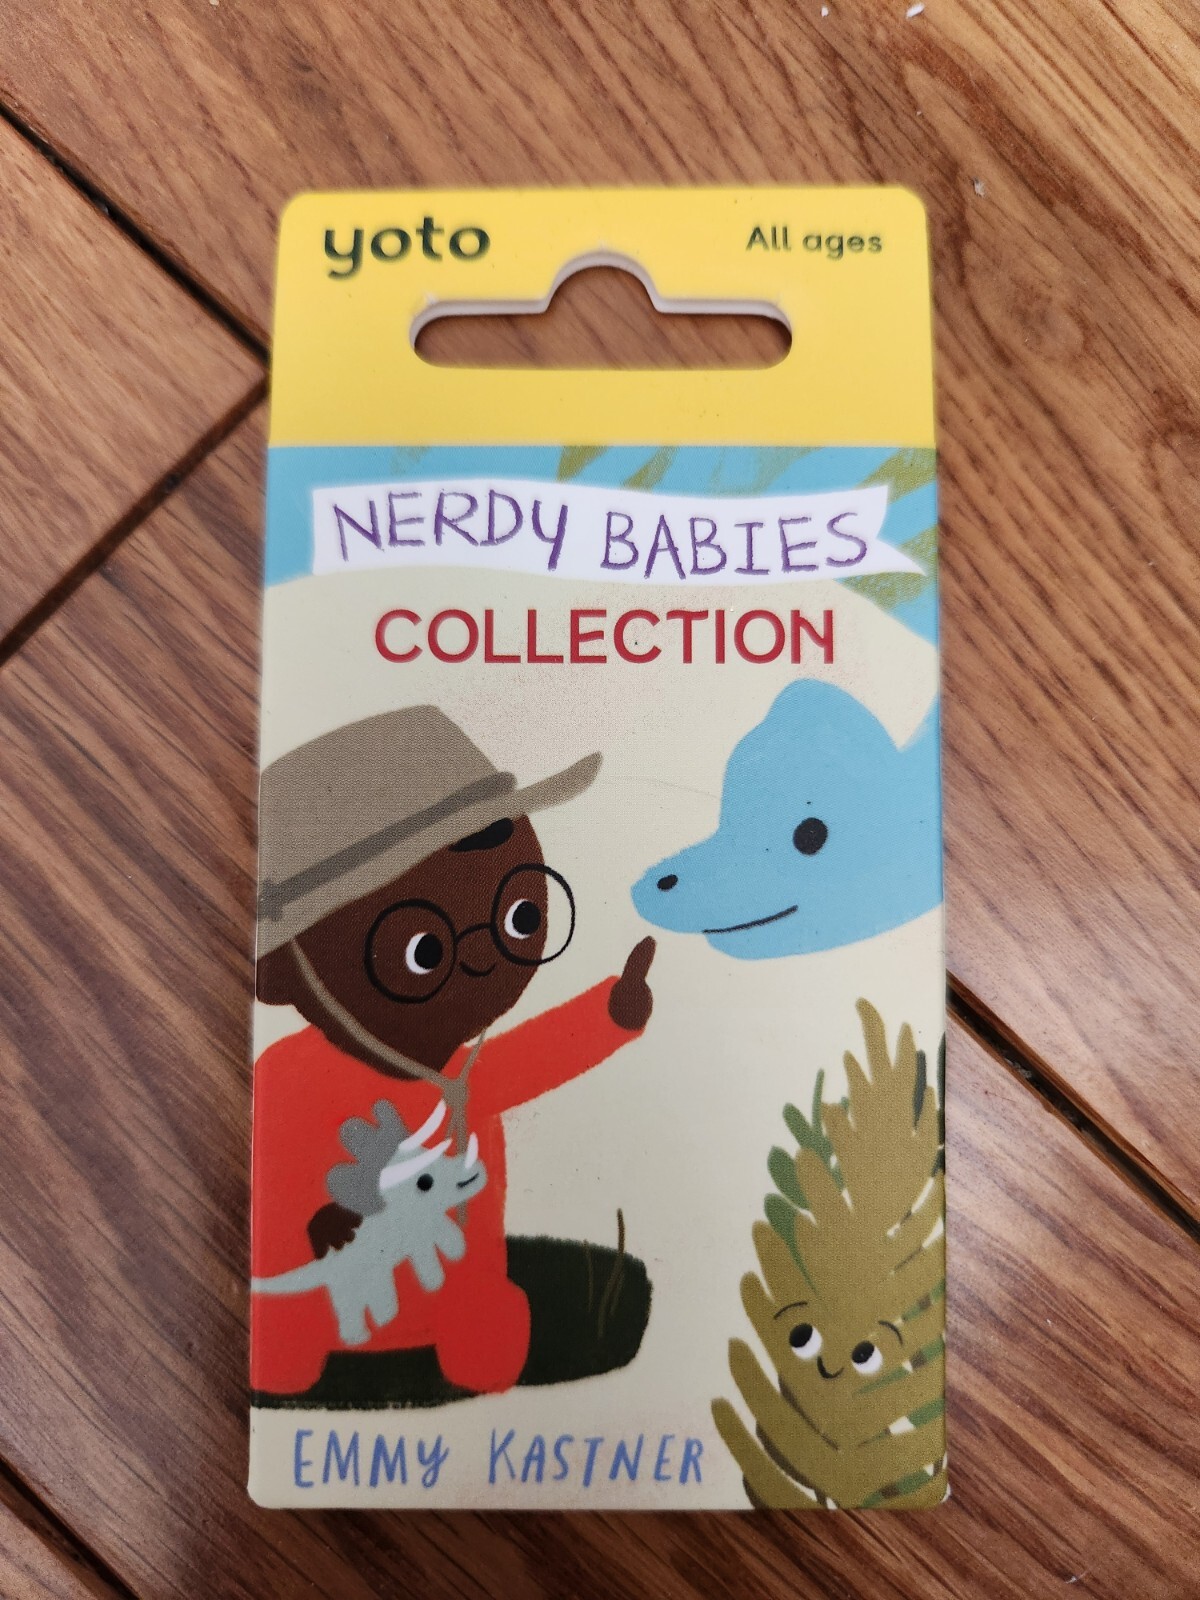 yoto
All ages
NERDY BABIES
COLLECTION
EMMY KASTNER